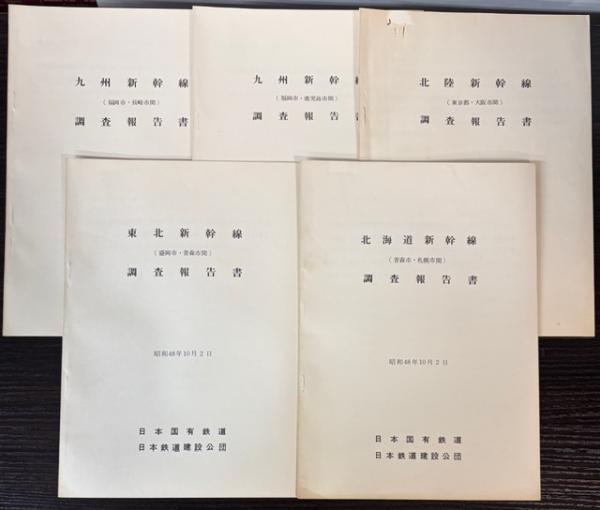 九州新幹線
(福岡市・長崎市間)
調査報告書
九州新幹線
(福岡市・鹿児島市間)
調査報告書
北陸新幹線
(東京都・大阪市間)
調査報告書
東北新幹線
(盛岡市・青森市間)
調査報告書
昭和48年10月2日
日本国有鉄道
日本鉄道建設公団
北海道新幹線
(青森市・札幌市間)
調査報告書
昭和48年10月2日
日本国有鉄道
日本鉄道建設公団